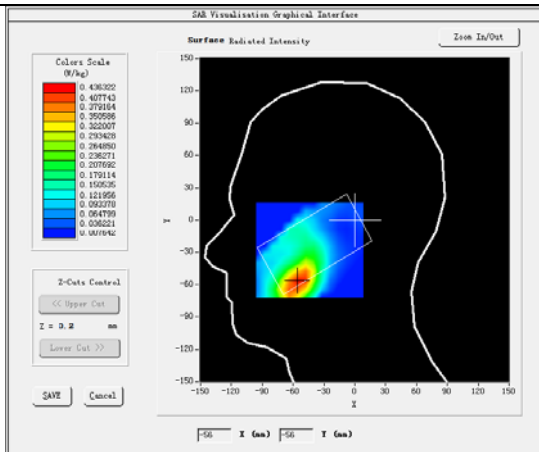 SAR Visualisation Graphical Interface
Surface Radiated Intensity
Zoom In/Out
Colors Scale
(W/kg)
0.436322
0.407743
0.379164
0.350586
0.322007
0.293428
0.264850
0.236271
0.207692
0.179114
0.150535
0.121956
0.093378
0.064799
0.036221
0.007642
150
120
90
60
30
0
-30
-60
-90
-120
-150
Y
-150 -120 -90 -60 -30 0 30 60 90 120 150
X
Z-Cuts Control
<< Upper Cut
Z = 3.2 mm
Lower Cut >>
SAVE Cancel
-56 X (mm) -56 Y (mm)